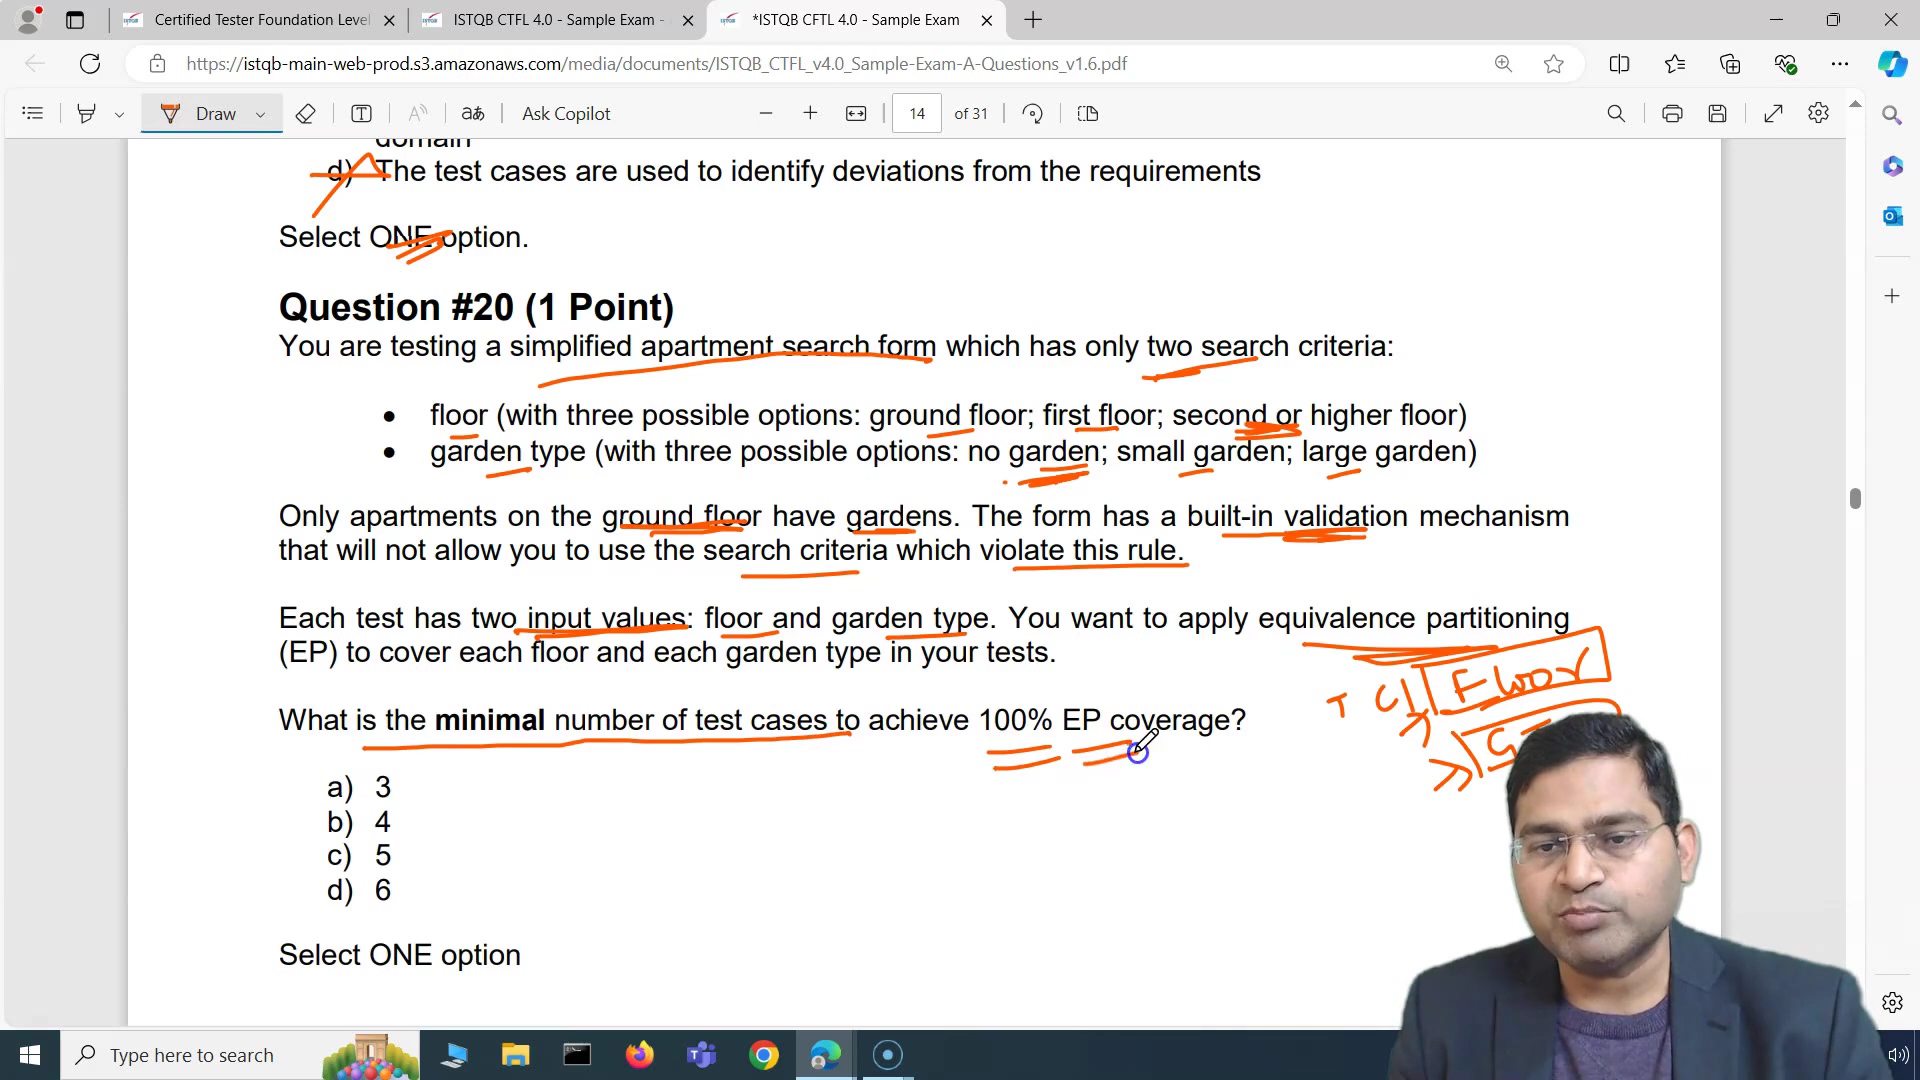 Certified Tester Foundation Level
ISTQB CTFL 4.0 - Sample Exam -
*ISTQB CFTL 4.0 - Sample Exam
https://istqb-main-web-prod.s3.amazonaws.com/media/documents/ISTQB_CTFL_v4.0_Sample-Exam-A-Questions_v1.6.pdf
Draw
aあ
Ask Copilot
14 of 31
domain
d) The test cases are used to identify deviations from the requirements
Select ONE option.
Question #20 (1 Point)
You are testing a simplified apartment search form which has only two search criteria:
• floor (with three possible options: ground floor; first floor; second or higher floor)
• garden type (with three possible options: no garden; small garden; large garden)
Only apartments on the ground floor have gardens. The form has a built-in validation mechanism
that will not allow you to use the search criteria which violate this rule.
Each test has two input values: floor and garden type. You want to apply equivalence partitioning
(EP) to cover each floor and each garden type in your tests.
Floor
What is the minimal number of test cases to achieve 100% EP coverage?
a) 3
b) 4
c) 5
d) 6
Select ONE option
Type here to search